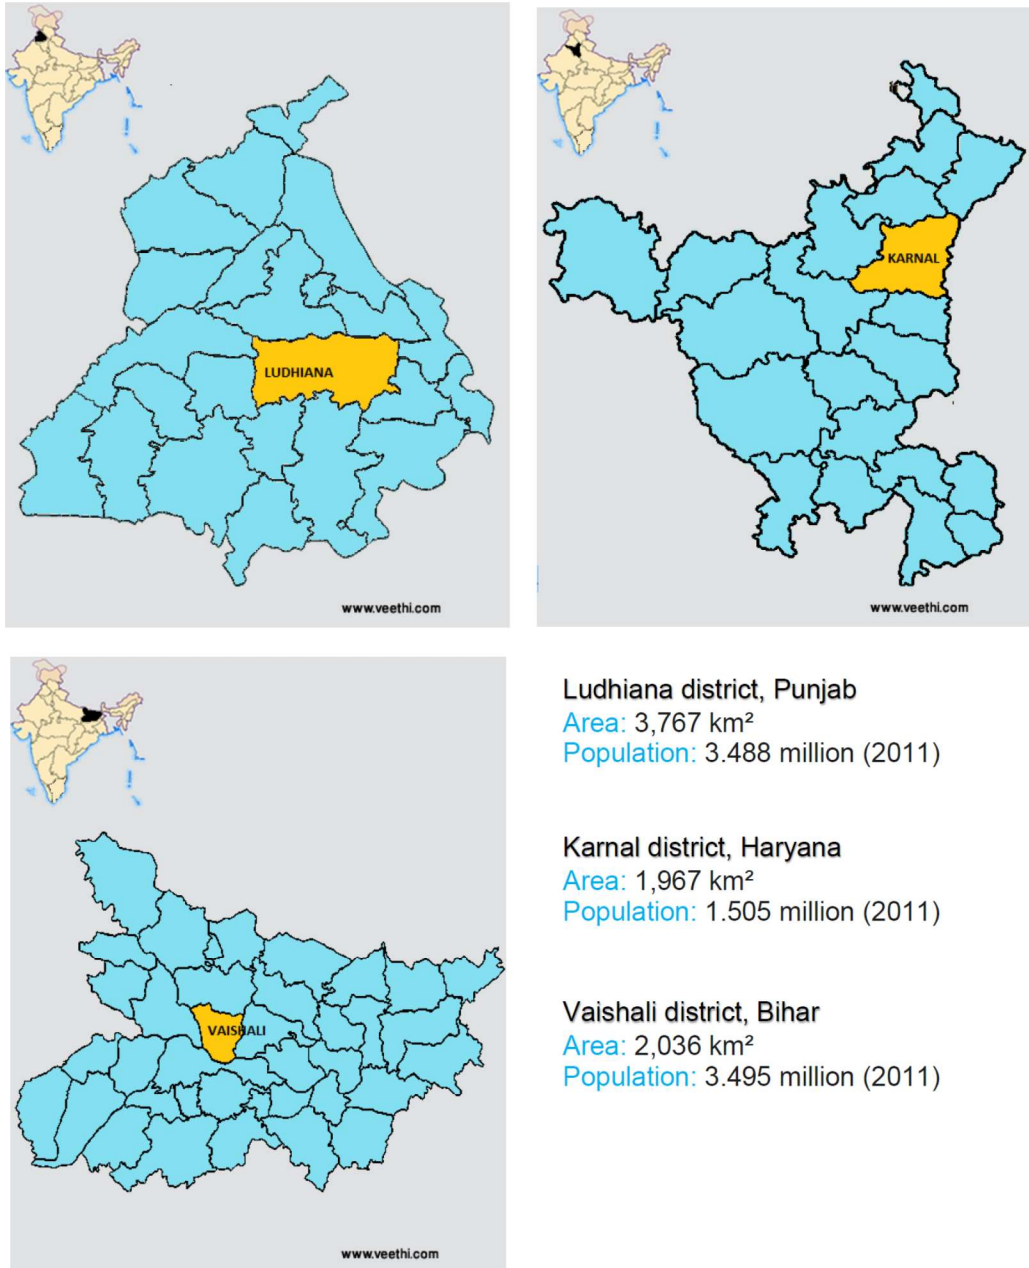 LUDHIANA
www.veethi.com
KARNAL
www.veethi.com
VAISHALI
www.veethi.com
Ludhiana district, Punjab
Area: 3,767 km²
Population: 3.488 million (2011)
Karnal district, Haryana
Area: 1,967 km²
Population: 1.505 million (2011)
Vaishali district, Bihar
Area: 2,036 km²
Population: 3.495 million (2011)